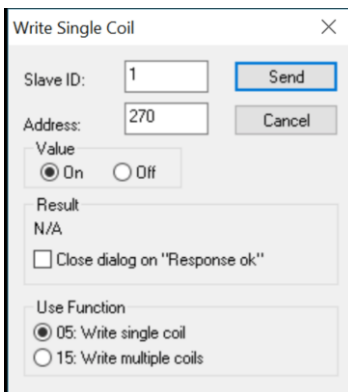 Write Single Coil
Slave ID: 1 Send
Address: 270 Cancel
Value
On Off
Result
N/A
Close dialog on "Response ok"
Use Function
05: Write single coil
15: Write multiple coils